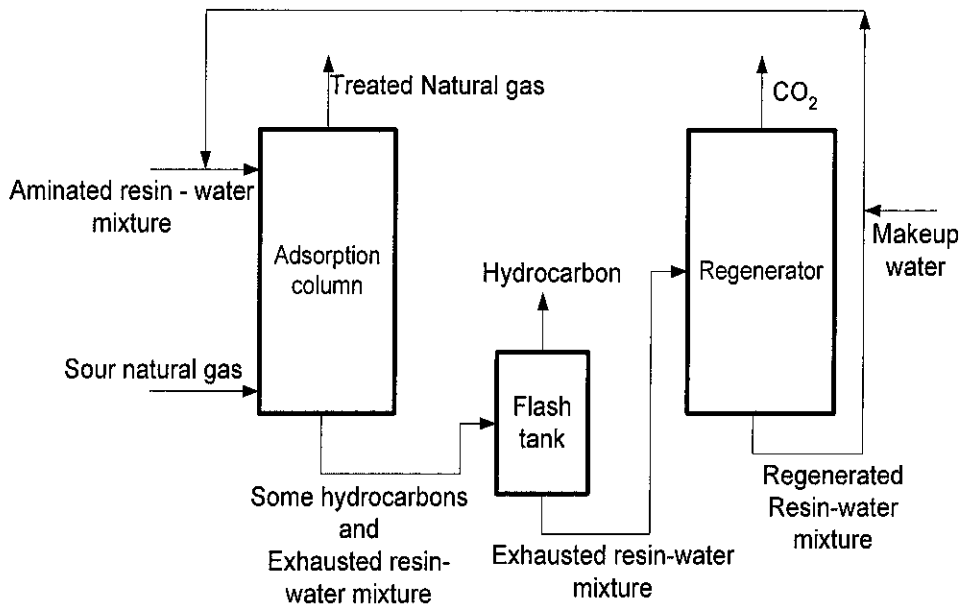 Treated Natural gas
CO2
Aminated resin - water
mixture
Adsorption
column
Sour natural gas
Some hydrocarbons
and
Exhausted resin-
water mixture
Hydrocarbon
Flash
tank
Exhausted resin-water
mixture
Regenerator
Makeup
water
Regenerated
Resin-water
mixture